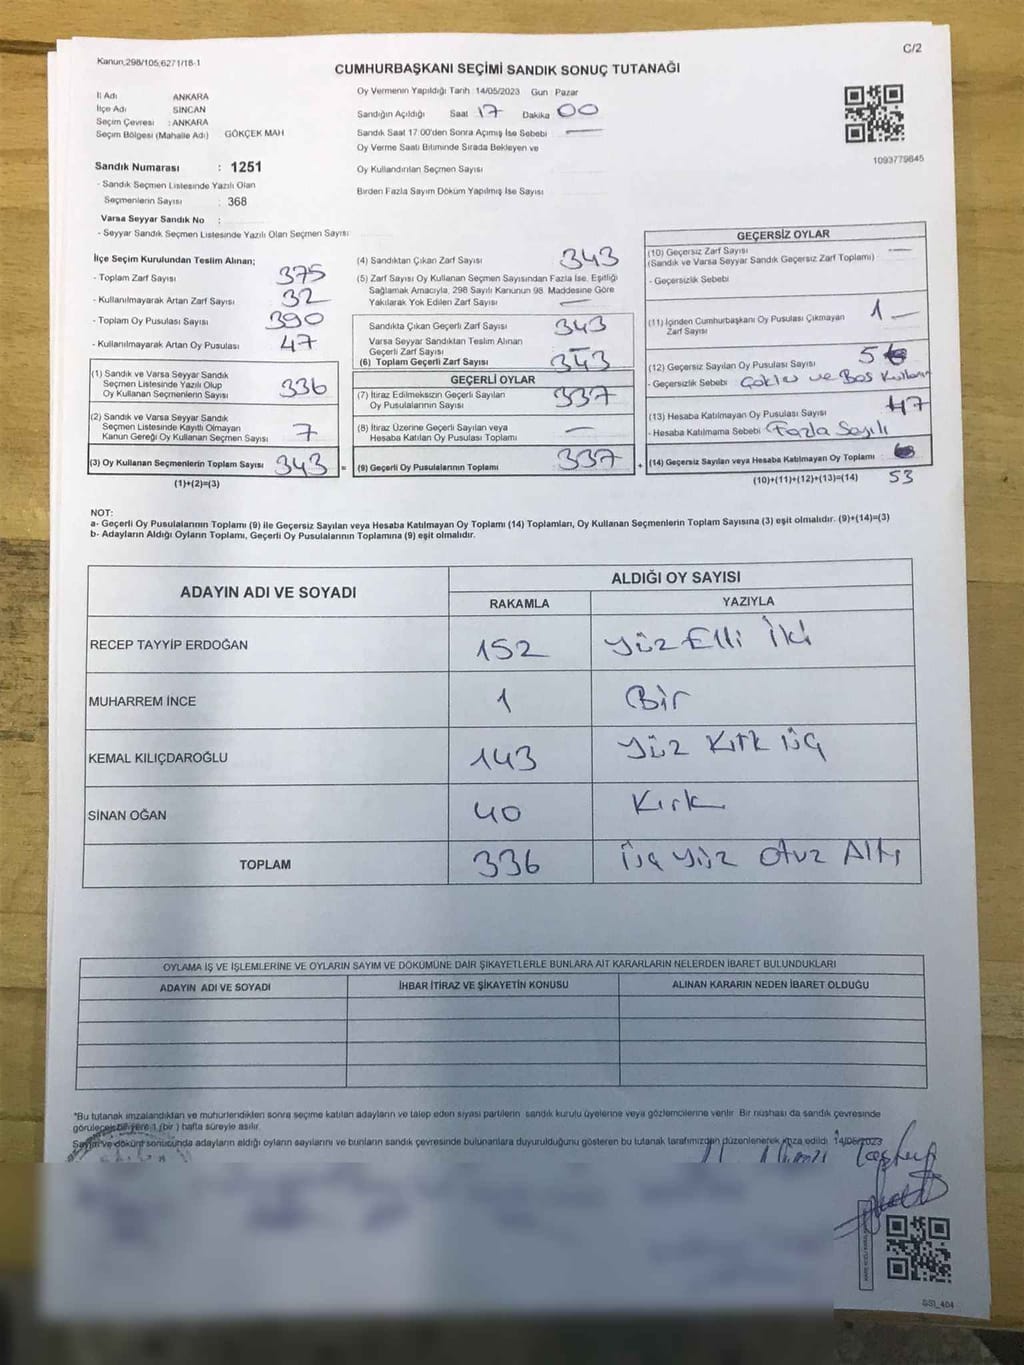 Kanun,298/105,6271/18-1
C/2
CUMHURBAŞKANI SEÇİMİ SANDIK SONUÇ TUTANAĞI
İl Adı ANKARA
İlçe Adı SİNCAN
Seçim Çevresi : ANKARA
Seçim Bölgesi (Mahalle Adı) GÖKÇEK MAH
Oy Vermenin Yapıldığı Tarih 14/05/2023 Gün Pazar
Sandığın Açıldığı Saat 17 Dakika 00
Sandık Saat 17:00'den Sonra Açımış İse Sebebi —
Oy Verme Saati Bitiminde Sırada Bekleyen ve
Oy Kullandırılan Seçmen Sayısı
Birden Fazla Sayım Döküm Yapılmış İse Sayısı
1093779845
Sandık Numarası : 1251
- Sandık Seçmen Listesinde Yazılı Olan
Seçmenlerin Sayısı : 368
Varsa Seyyar Sandık No :
- Seyyar Sandık Seçmen Listesinde Yazılı Olan Seçmen Sayısı
İlçe Seçim Kurulundan Teslim Alınan;
- Toplam Zarf Sayısı 375
- Kullanılmayarak Artan Zarf Sayısı 32
- Toplam Oy Pusulası Sayısı 390
- Kullanılmayarak Artan Oy Pusulası 47
(1) Sandık ve Varsa Seyyar Sandık
Seçmen Listesinde Yazılı Olup
Oy Kullanan Seçmenlerin Sayısı 336
(2) Sandık ve Varsa Seyyar Sandık
Seçmen Listesinde Kayıtlı Olmayan
Kanun Gereği Oy Kullanan Seçmen Sayısı 7
(3) Oy Kullanan Seçmenlerin Toplam Sayısı 343 =
(1)+(2)=(3)
(4) Sandıktan Çıkan Zarf Sayısı 343
(5) Zarf Sayısı Oy Kullanan Seçmen Sayısından Fazla İse, Eşitliği
Sağlamak Amacıyla, 298 Sayılı Kanunun 98. Maddesine Göre
Yakılarak Yok Edilen Zarf Sayısı —
Sandıkta Çıkan Geçerli Zarf Sayısı 343
Varsa Seyyar Sandıktan Teslim Alınan
Geçerli Zarf Sayısı —
(6) Toplam Geçerli Zarf Sayısı 343
GEÇERLİ OYLAR
(7) İtiraz Edilmeksizin Geçerli Sayılan
Oy Pusulalarının Sayısı 337
(8) İtiraz Üzerine Geçerli Sayılan veya
Hesaba Katılan Oy Pusulası Toplamı —
(9) Geçerli Oy Pusulalarının Toplamı 337 +
GEÇERSİZ OYLAR
(10) Geçersiz Zarf Sayısı —
(Sandık ve Varsa Seyyar Sandık Geçersiz Zarf Toplamı)
- Geçersizlik Sebebi
(11) İçinden Cumhurbaşkanı Oy Pusulası Çıkmayan 1 —
Zarf Sayısı
(12) Geçersiz Sayılan Oy Pusulası Sayısı 5
- Geçersizlik Sebebi Çoklu ve Boş Kullanım
(13) Hesaba Katılmayan Oy Pusulası Sayısı 47
- Hesaba Katılmama Sebebi Fazla Sayılı
(14) Geçersiz Sayılan veya Hesaba Katılmayan Oy Toplamı
(10)+(11)+(12)+(13)=(14) 53
NOT:
a- Geçerli Oy Pusulalarının Toplamı (9) ile Geçersiz Sayılan veya Hesaba Katılmayan Oy Toplamı (14) Toplamları, Oy Kullanan Seçmenlerin Toplam Sayısına (3) eşit olmalıdır. (9)+(14)=(3)
b- Adayların Aldığı Oyların Toplamı, Geçerli Oy Pusulalarının Toplamına (9) eşit olmalıdır.
ADAYIN ADI VE SOYADI
ALDIĞI OY SAYISI
RAKAMLA YAZIYLA
RECEP TAYYİP ERDOĞAN 152 Yüz Elli İki
MUHARREM İNCE 1 Bir
KEMAL KILIÇDAROĞLU 143 Yüz Kırk üç
SİNAN OĞAN 40 Kırk
TOPLAM 336 üç yüz Otuz Altı
OYLAMA İŞ VE İŞLEMLERİNE VE OYLARIN SAYIM VE DÖKÜMÜNE DAİR ŞİKAYETLERLE BUNLARA AİT KARARLARIN NELERDEN İBARET BULUNDUKLARI
ADAYIN ADI VE SOYADI İHBAR İTİRAZ VE ŞİKAYETİN KONUSU ALINAN KARARIN NEDEN İBARET OLDUĞU
*Bu tutanak imzalandıktan ve mühürlendikten sonra seçime katılan adayların ve talep eden siyasi partilerin sandık kurulu üyelerine veya gözlemcilerine verilir. Bir nüshası da sandık çevresinde
görülecek bir yere 1 (bir) hafta süreyle asılır.
Sayım ve döküm sonucunda adayların aldığı oyların sayılarını ve bunların sandık çevresinde bulunanlara duyurulduğunu gösteren bu tutanak tarafımızdan düzenlenerek imza edildi. 14/05/2023
SSI_404